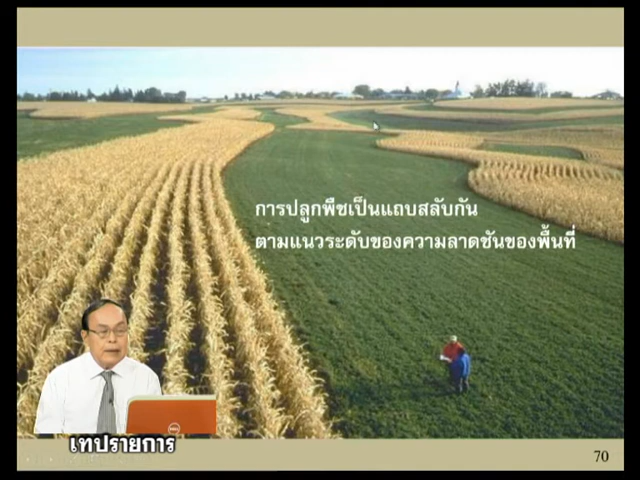 การปลูกพืชเป็นแถบสลับกัน
ตามแนวระดับของความลาดชันของพื้นที่
DELL
เทปรายการ
70